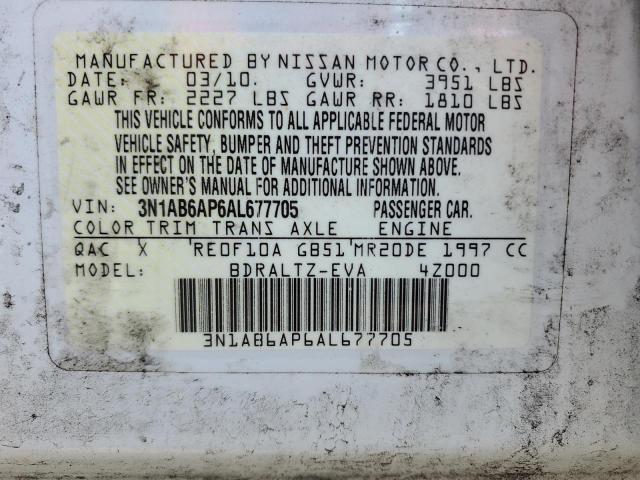 MANUFACTURED BY NISSAN MOTOR CO., LTD.
DATE: 03/10. GVWR: 3951 LBS
GAWR FR: 2227 LBS GAWR RR: 1810 LBS
THIS VEHICLE CONFORMS TO ALL APPLICABLE FEDERAL MOTOR
VEHICLE SAFETY, BUMPER AND THEFT PREVENTION STANDARDS
IN EFFECT ON THE DATE OF MANUFACTURE SHOWN ABOVE.
SEE OWNER'S MANUAL FOR ADDITIONAL INFORMATION.
VIN: 3N1AB6AP6AL677705 PASSENGER CAR.
COLOR TRIM TRANS AXLE ENGINE
QAC X RE0F10A GB51 MR20DE 1997 CC
MODEL: BDRALTZ-EVA 4Z000
3N1AB6AP6AL677705